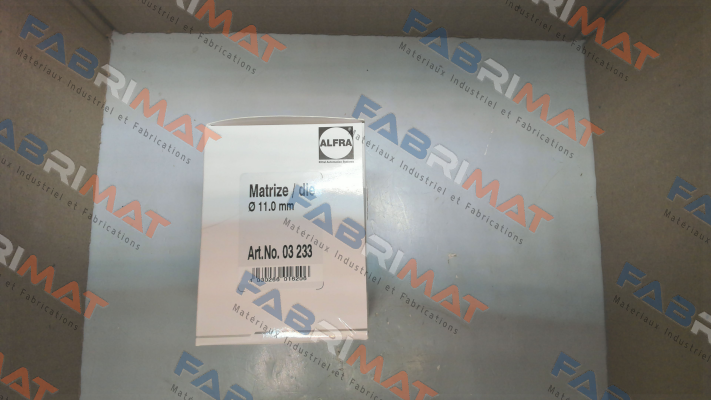 ALFRA
Matrize / die
Ø 11.0 mm
Art.No. 03 233
FABRIMAT
Materiaux Industriel et Fabrications